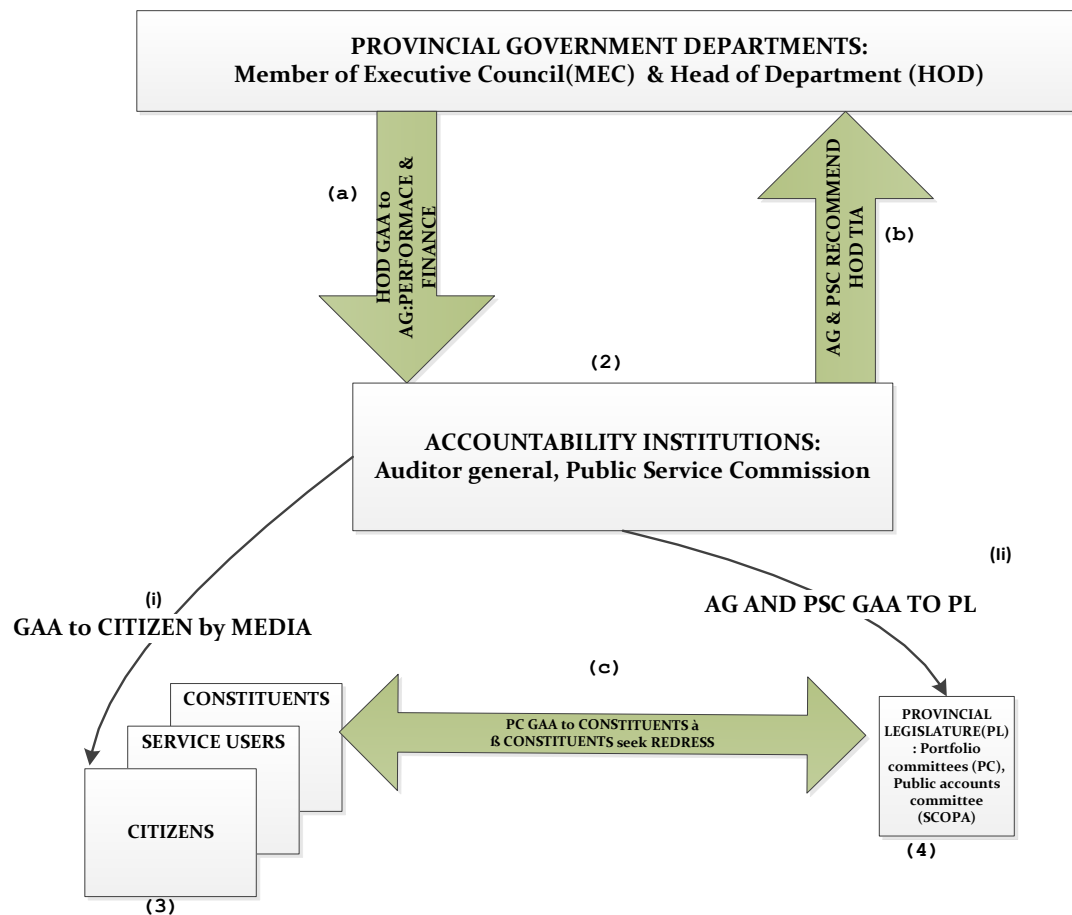 PROVINCIAL GOVERNMENT DEPARTMENTS:
Member of Executive Council(MEC) & Head of Department (HOD)
(a)
HOD GAA to
AG:PERFORMACE &
FINANCE
AG & PSC RECOMMEND
HOD TIA
(b)
(2)
ACCOUNTABILITY INSTITUTIONS:
Auditor general, Public Service Commission
(i)
GAA to CITIZEN by MEDIA
(Ii)
AG AND PSC GAA TO PL
(c)
PC GAA to CONSTITUENTS à
ß CONSTITUENTS seek REDRESS
CONSTITUENTS
SERVICE USERS
CITIZENS
(3)
PROVINCIAL
LEGISLATURE(PL)
: Portfolio
committees (PC),
Public accounts
committee
(SCOPA)
(4)